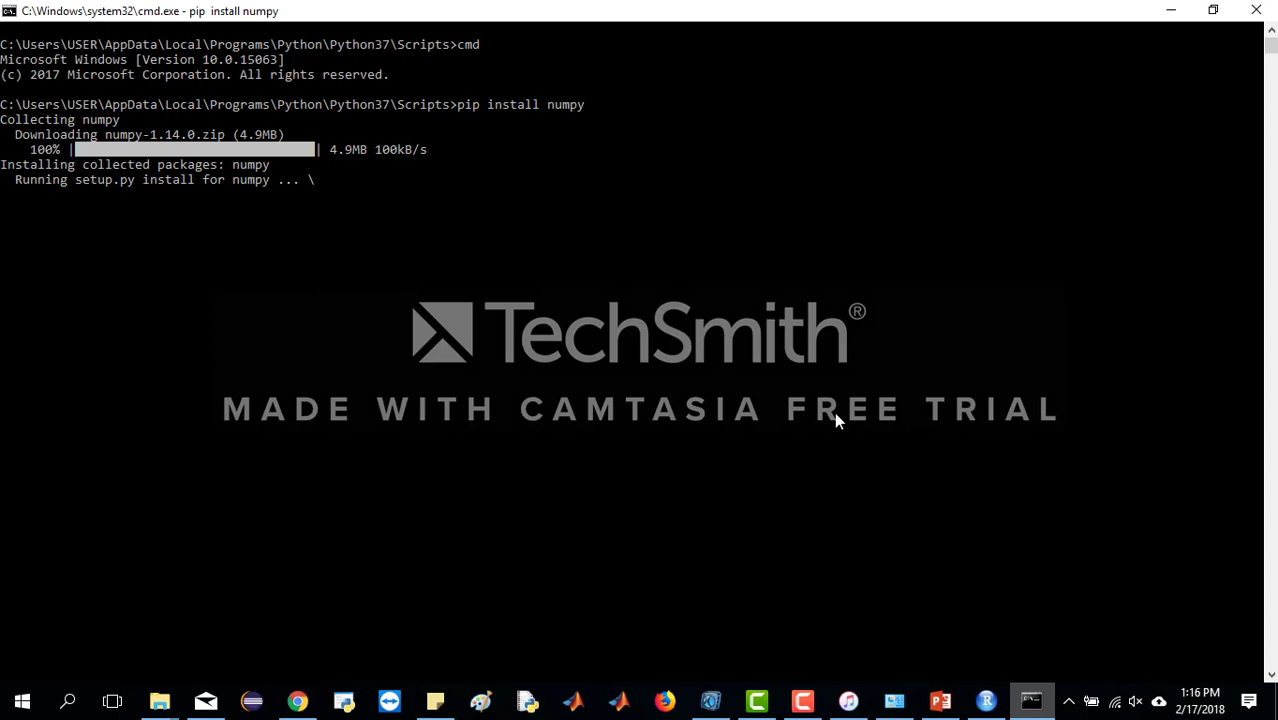 C:\Windows\system32\cmd.exe - pip  install numpy
C:\Users\USER\AppData\Local\Programs\Python\Python37\Scripts>cmd
Microsoft Windows [Version 10.0.15063]
(c) 2017 Microsoft Corporation. All rights reserved.
C:\Users\USER\AppData\Local\Programs\Python\Python37\Scripts>pip install numpy
Collecting numpy
Downloading numpy-1.14.0.zip (4.9MB)
100% |                                | 4.9MB 100kB/s
Installing collected packages: numpy
Running setup.py install for numpy ... \
TechSmith®
MADE WITH CAMTASIA FREE TRIAL
1:16 PM
2/17/2018